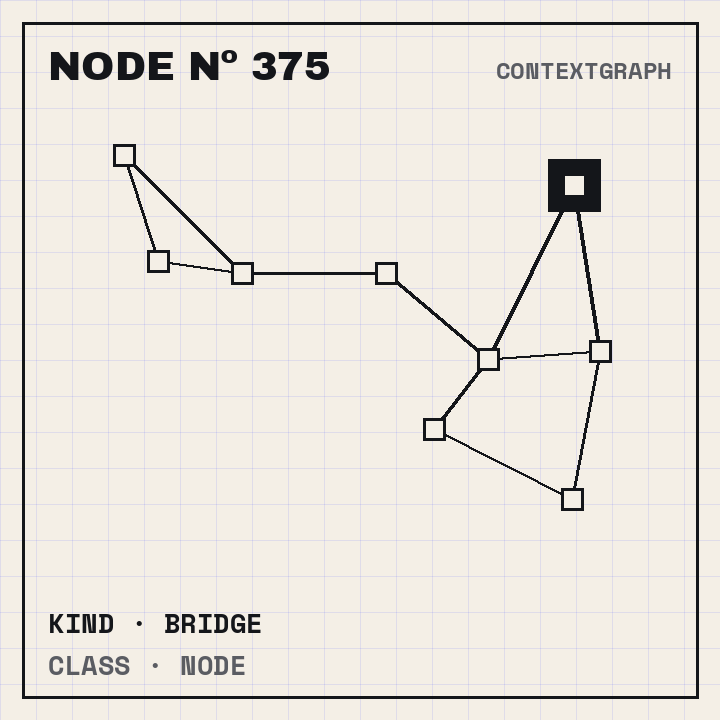 NODE Nº 375
CONTEXTGRAPH
KIND · BRIDGE
CLASS · NODE